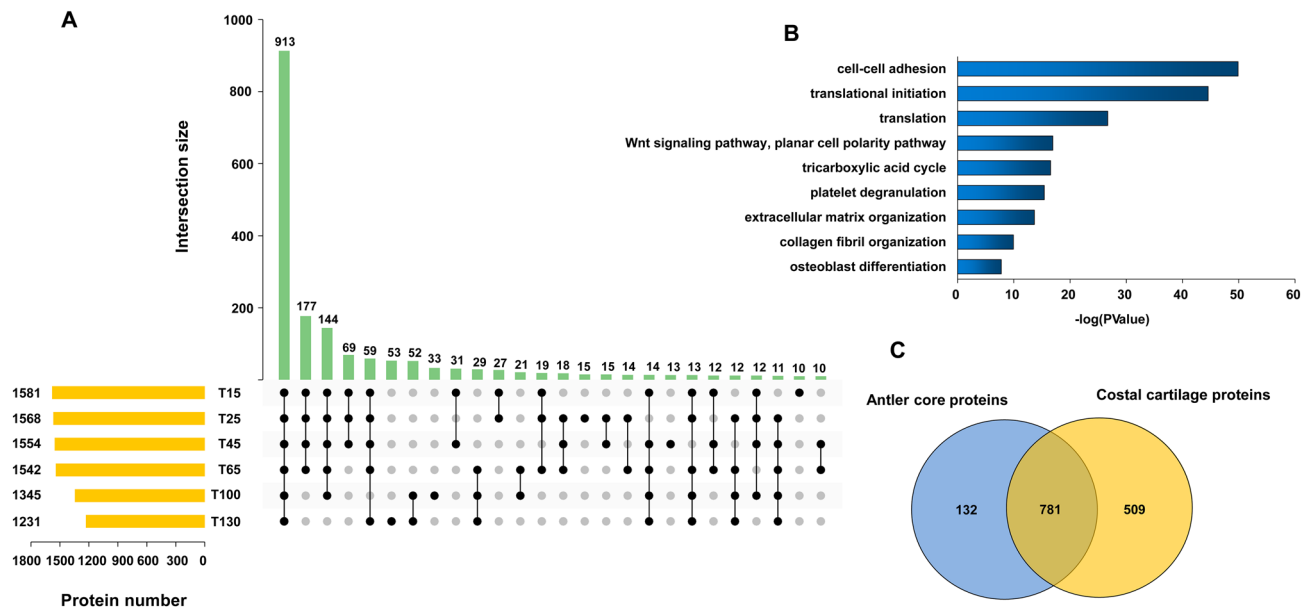 A
Intersection size
1000
800
600
400
200
913
177
144
69
59
53
52
33
31
29
27
21
19
18
15
15
14
14
13
13
12
12
12
11
10
10
1581 T15
1568 T25
1554 T45
1542 T65
1345 T100
1231 T130
1800 1500 1200 900 600 300 0
Protein number
B
cell-cell adhesion
translational initiation
translation
Wnt signaling pathway, planar cell polarity pathway
tricarboxylic acid cycle
platelet degranulation
extracellular matrix organization
collagen fibril organization
osteoblast differentiation
0 10 20 30 40 50 60
-log(PValue)
C
Antler core proteins
Costal cartilage proteins
132 781 509